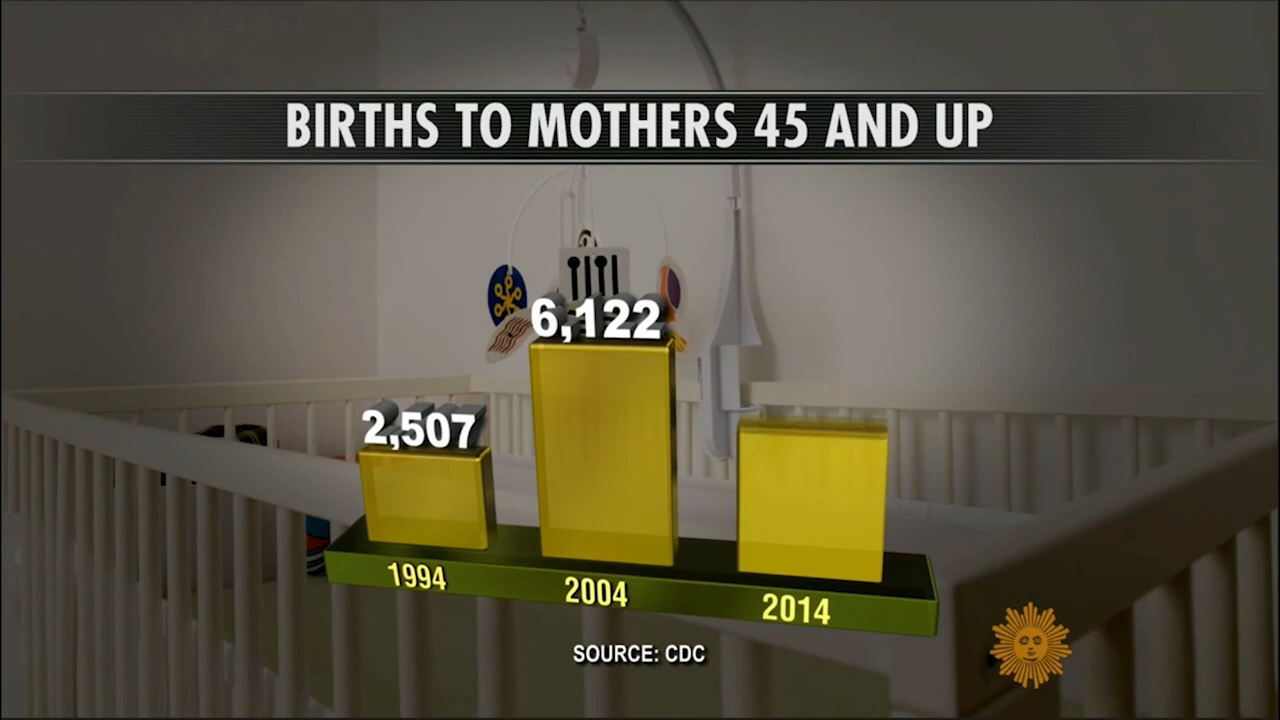 BIRTHS TO MOTHERS 45 AND UP
6,122
2,507
1994
2004
2014
SOURCE: CDC